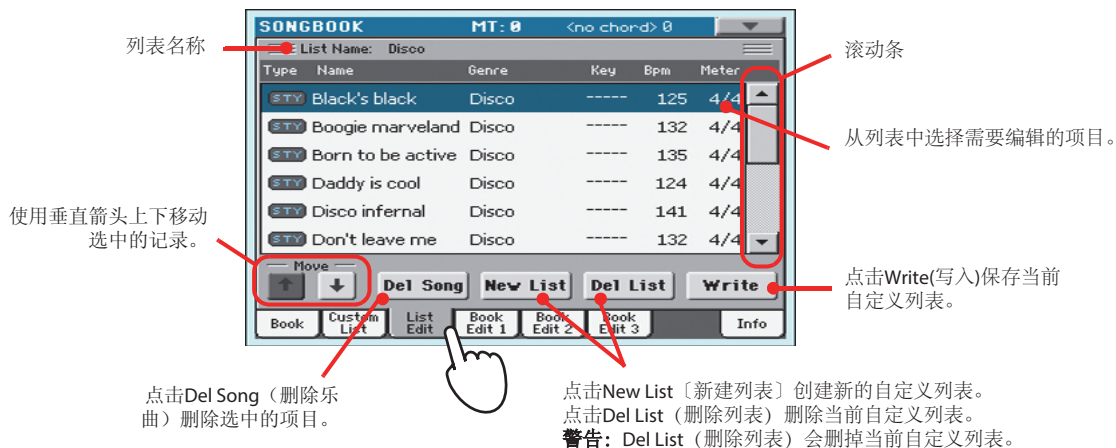 SONGBOOK MT: 0 <no chord> 0
List Name: Disco
Type Name Genre Key Bpm Meter
STY Black's black Disco ----- 125 4/4
STY Boogie marveland Disco ----- 132 4/4
STY Born to be active Disco ----- 135 4/4
STY Daddy is cool Disco ----- 124 4/4
STY Disco infernal Disco ----- 141 4/4
STY Don't leave me Disco ----- 132 4/4
Move
Del Song New List Del List Write
Book Custom List List Edit Book Edit 1 Book Edit 2 Book Edit 3 Info
列表名称
滚动条
从列表中选择需要编辑的项目。
使用垂直箭头上下移动
选中的记录。
点击Write(写入)保存当前
自定义列表。
点击Del Song（删除乐
曲）删除选中的项目。
点击New List〔新建列表〕创建新的自定义列表。
点击Del List（删除列表）删除当前自定义列表。
警告：Del List（删除列表）会删掉当前自定义列表。